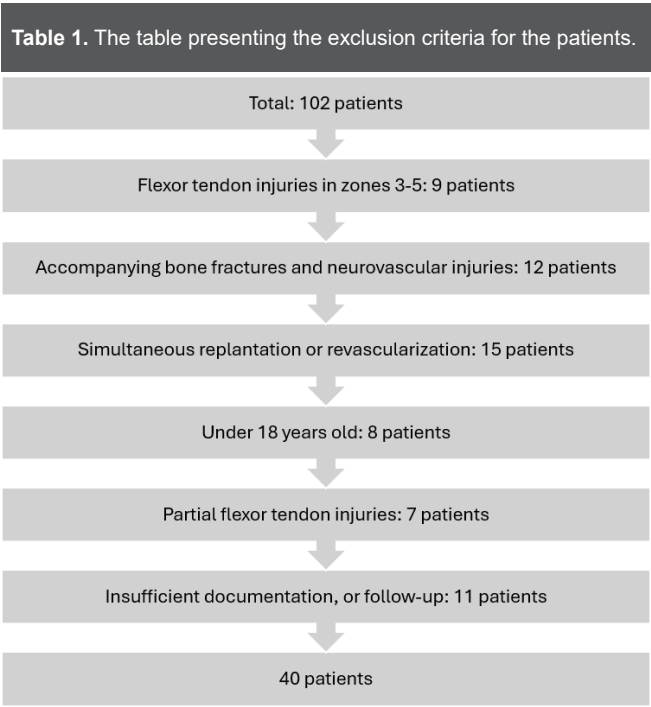 Table 1. The table presenting the exclusion criteria for the patients.
Total: 102 patients
Flexor tendon injuries in zones 3-5: 9 patients
Accompanying bone fractures and neurovascular injuries: 12 patients
Simultaneous replantation or revascularization: 15 patients
Under 18 years old: 8 patients
Partial flexor tendon injuries: 7 patients
Insufficient documentation, or follow-up: 11 patients
40 patients